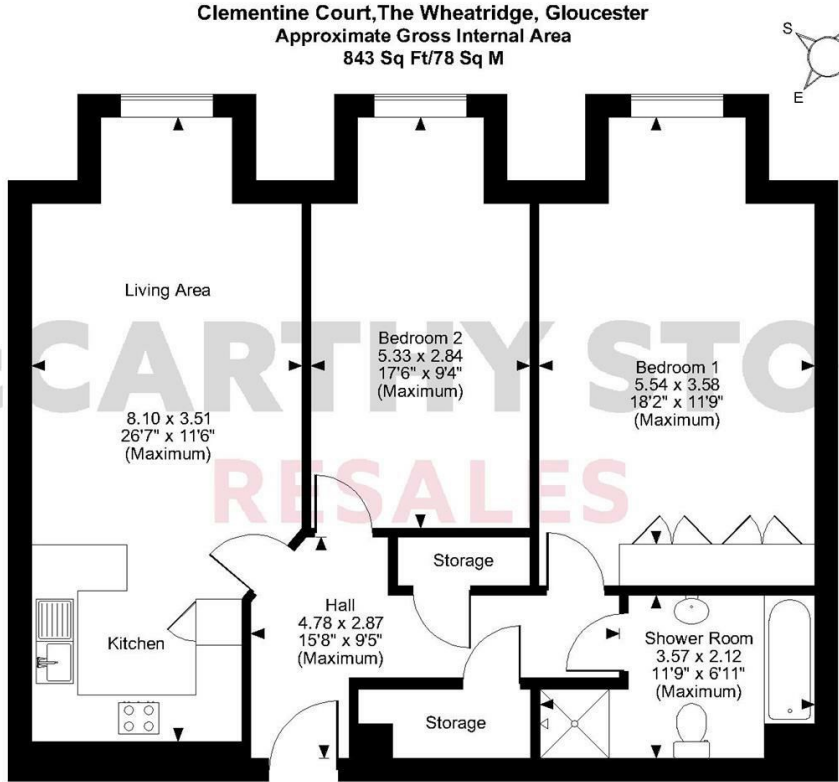 Clementine Court,The Wheatridge, Gloucester
Approximate Gross Internal Area
843 Sq Ft/78 Sq M
S
E
Living Area
8.10 x 3.51
26'7" x 11'6"
(Maximum)
Bedroom 2
5.33 x 2.84
17'6" x 9'4"
(Maximum)
Bedroom 1
5.54 x 3.58
18'2" x 11'9"
(Maximum)
CARTHY STO
RESALES
Storage
Hall
4.78 x 2.87
15'8" x 9'5"
(Maximum)
Kitchen
Shower Room
3.57 x 2.12
11'9" x 6'11"
(Maximum)
Storage